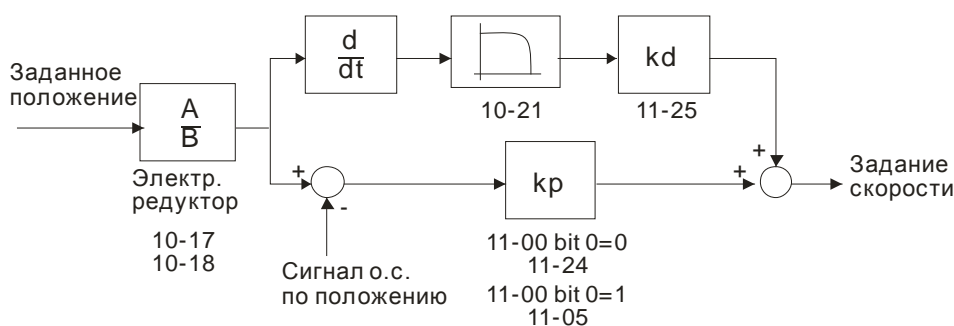 Заданное
положение
A
B
Электр.
редуктор
10-17
10-18
d
dt
10-21
kd
11-25
+
-
Сигнал о.с.
по положению
kp
11-00 bit 0=0
11-24
11-00 bit 0=1
11-05
+
+
Задание
скорости